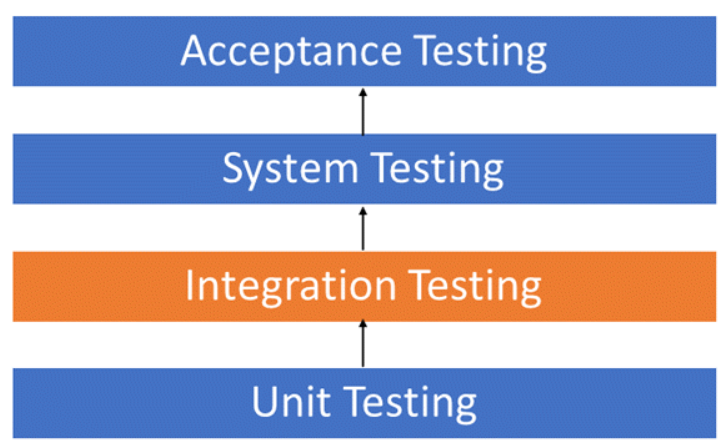 Acceptance Testing
System Testing
Integration Testing
Unit Testing